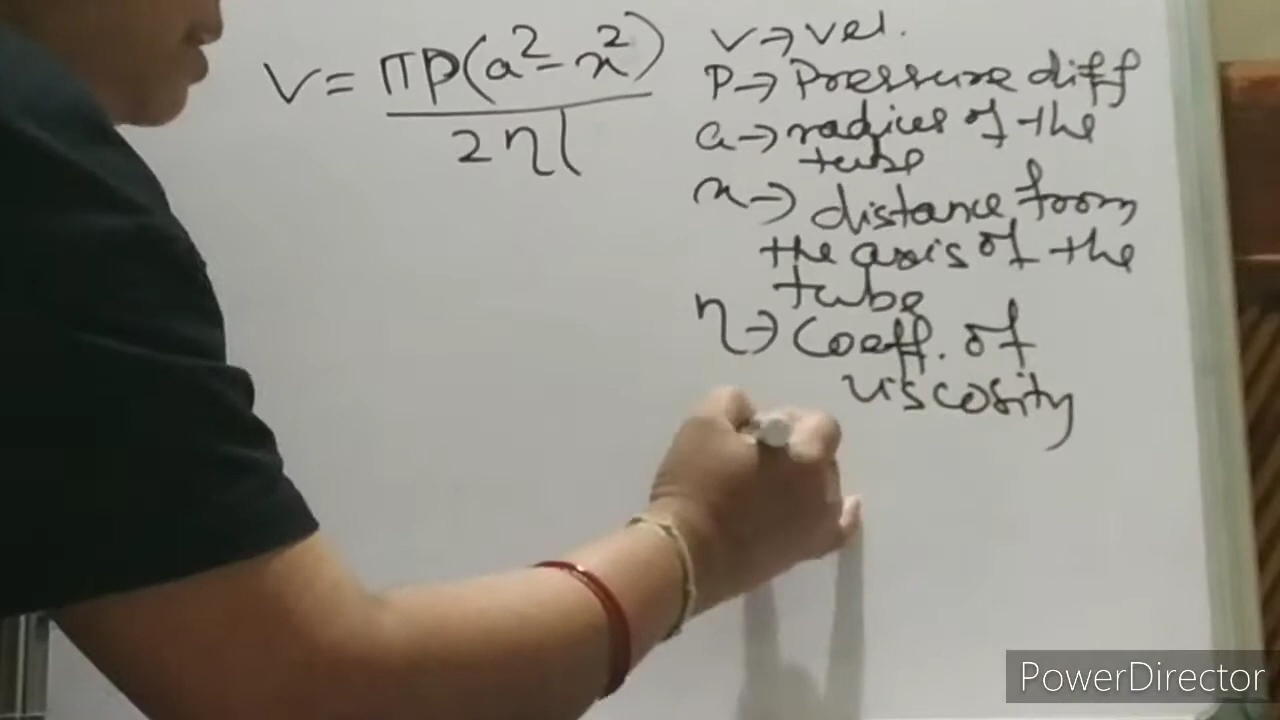 V = πP(a² - x²)
2ηl
V → vel.
P → Pressure diff
a → radius of the
tube
x → distance from
the axis of the
tube
η → Coeff. of
viscosity
PowerDirector